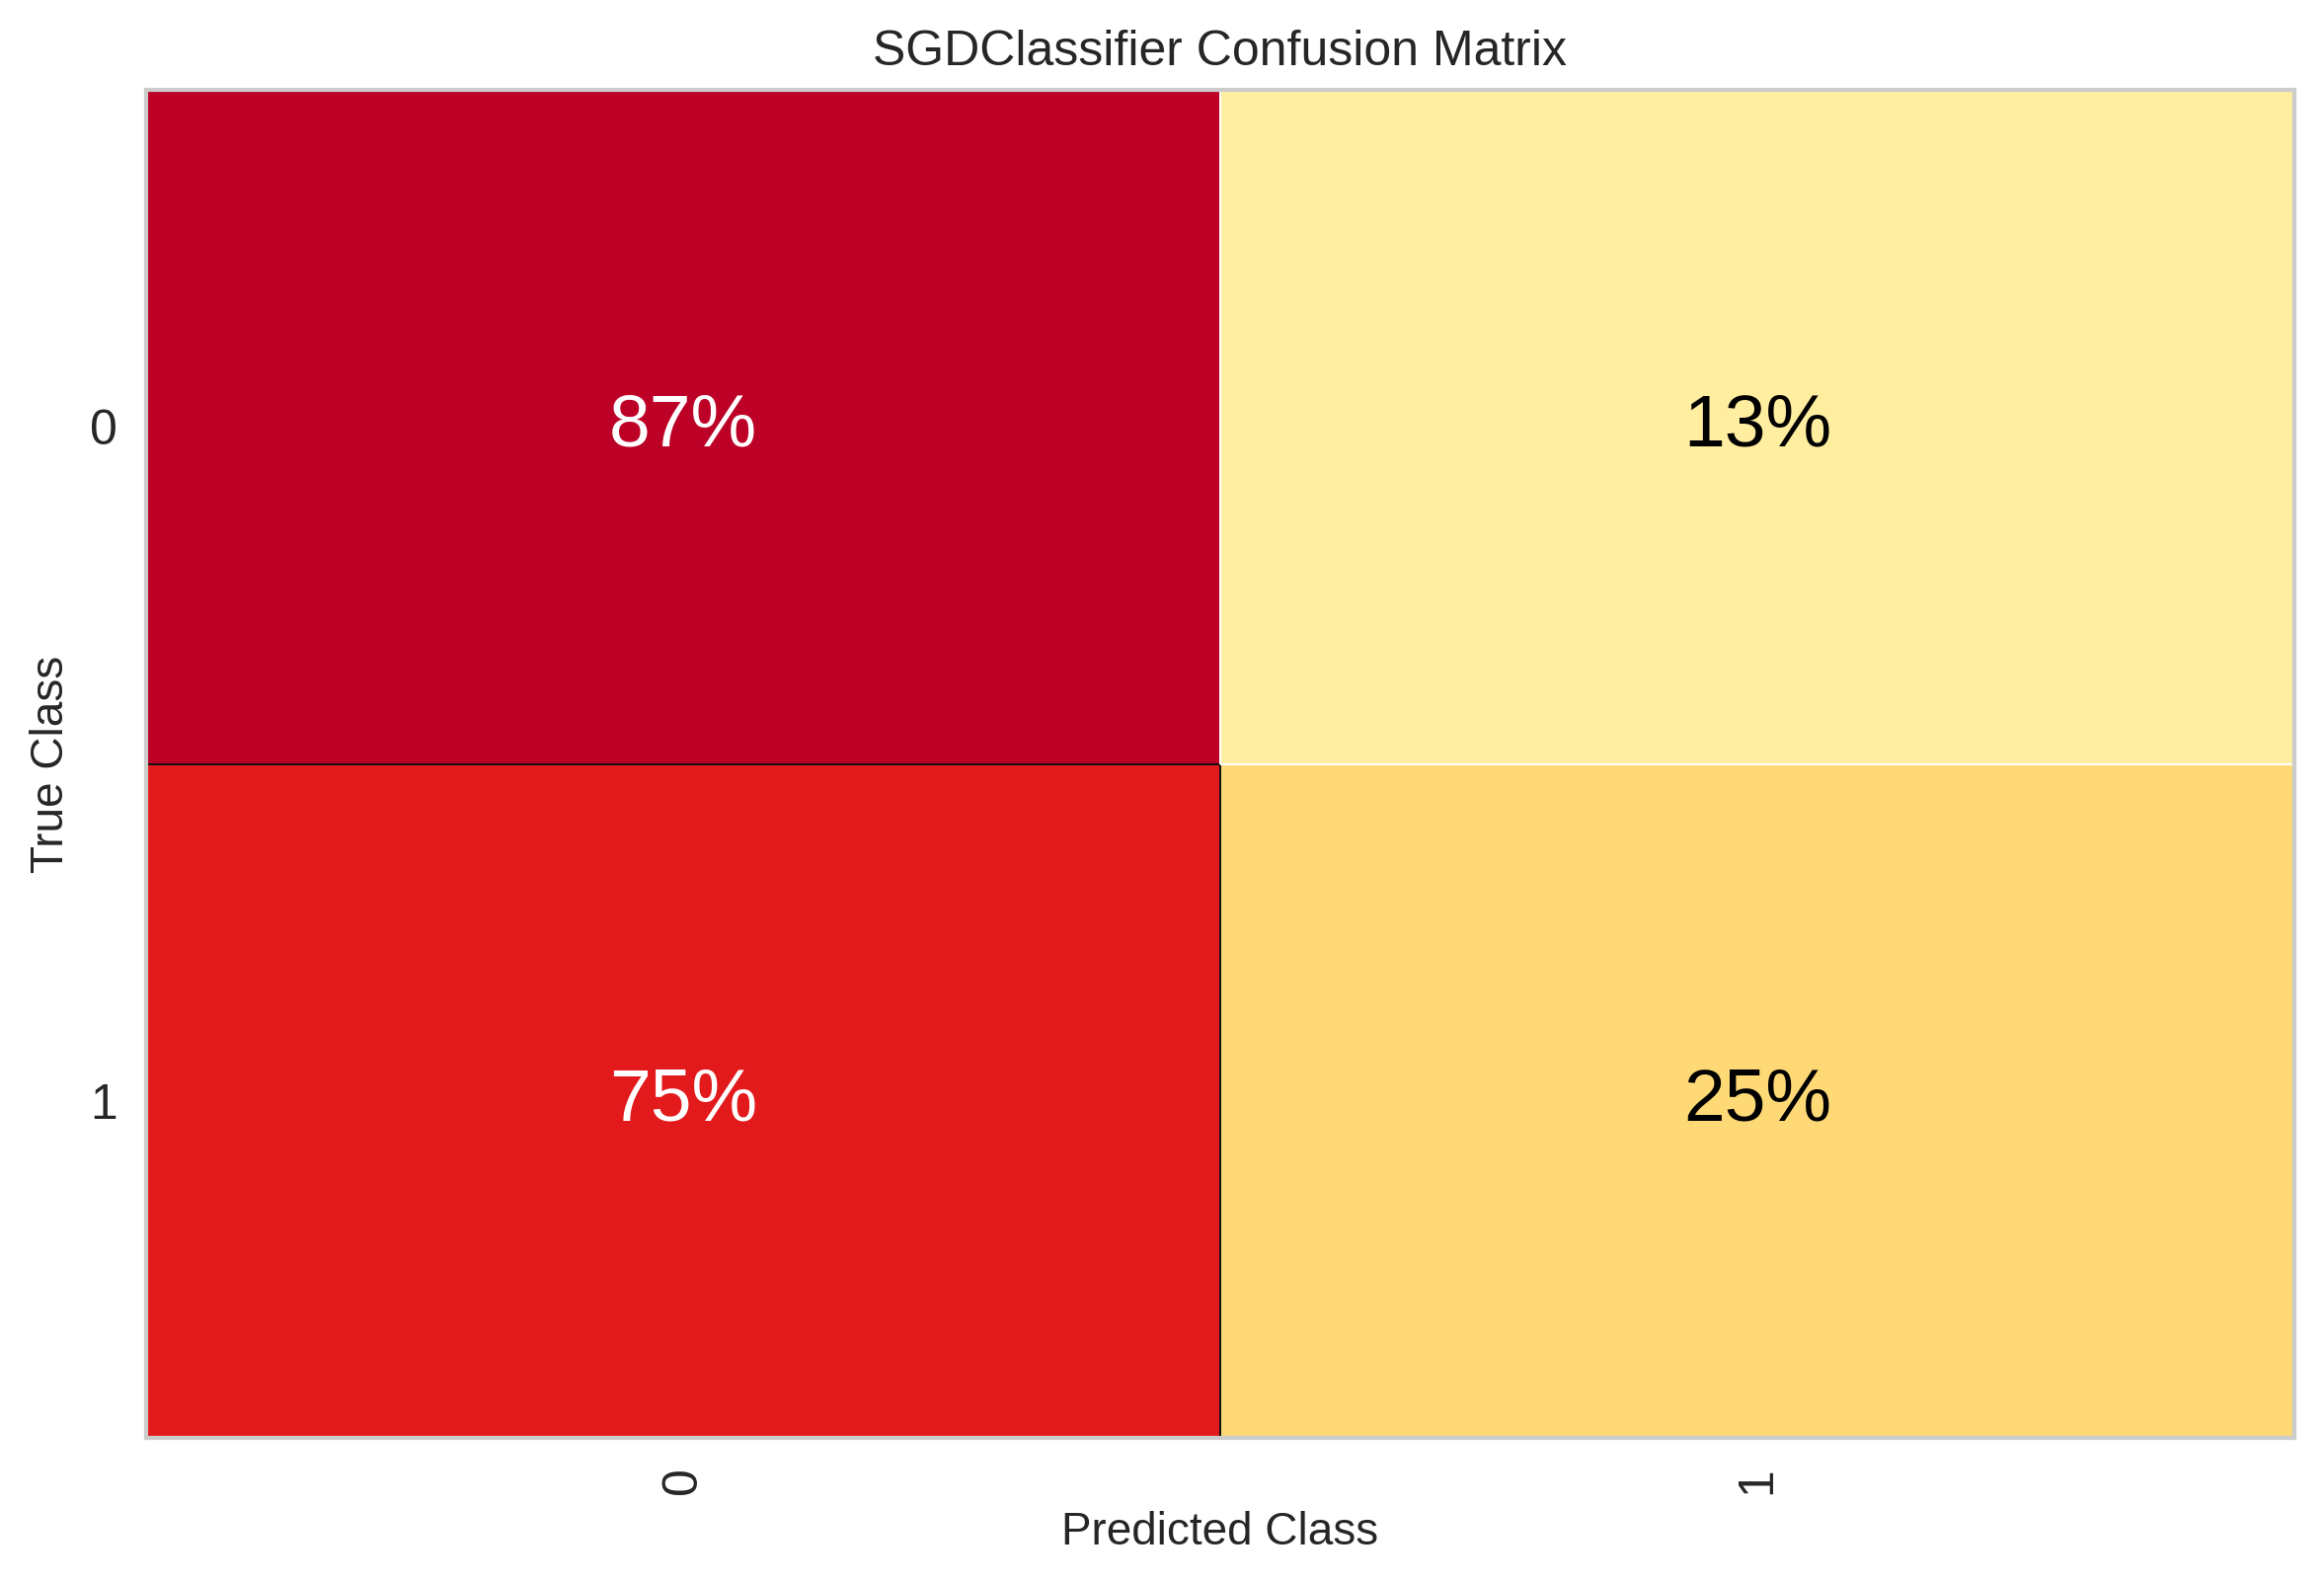 SGDClassifier Confusion Matrix
True Class
0
87%
13%
1
75%
25%
0
1
Predicted Class